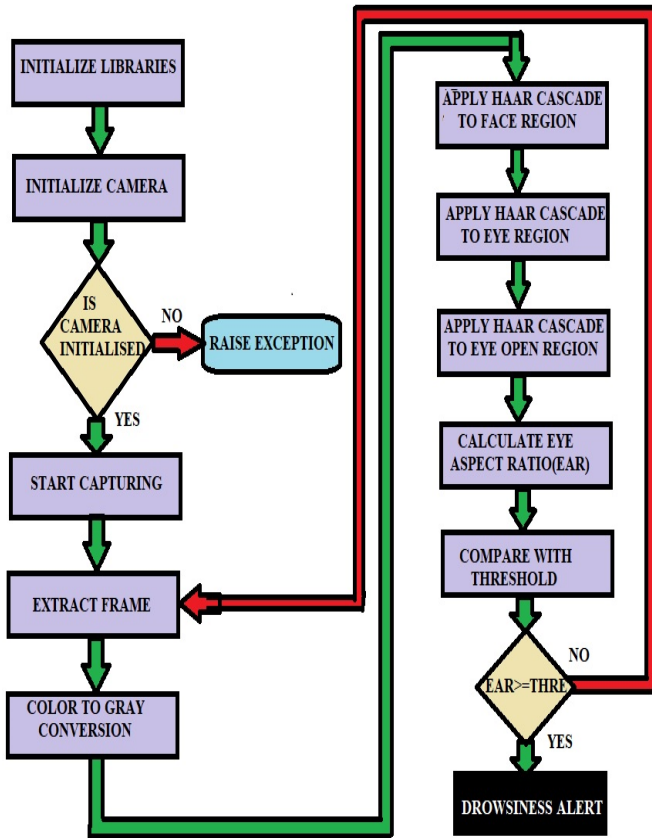 INITIALIZE LIBRARIES
INITIALIZE CAMERA
IS
CAMERA
INITIALISED
NO
RAISE EXCEPTION
YES
START CAPTURING
EXTRACT FRAME
COLOR TO GRAY
CONVERSION
APPLY HAAR CASCADE
TO FACE REGION
APPLY HAAR CASCADE
TO EYE REGION
APPLY HAAR CASCADE
TO EYE OPEN REGION
CALCULATE EYE
ASPECT RATIO(EAR)
COMPARE WITH
THRESHOLD
EAR>=THRE
NO
YES
DROWSINESS ALERT